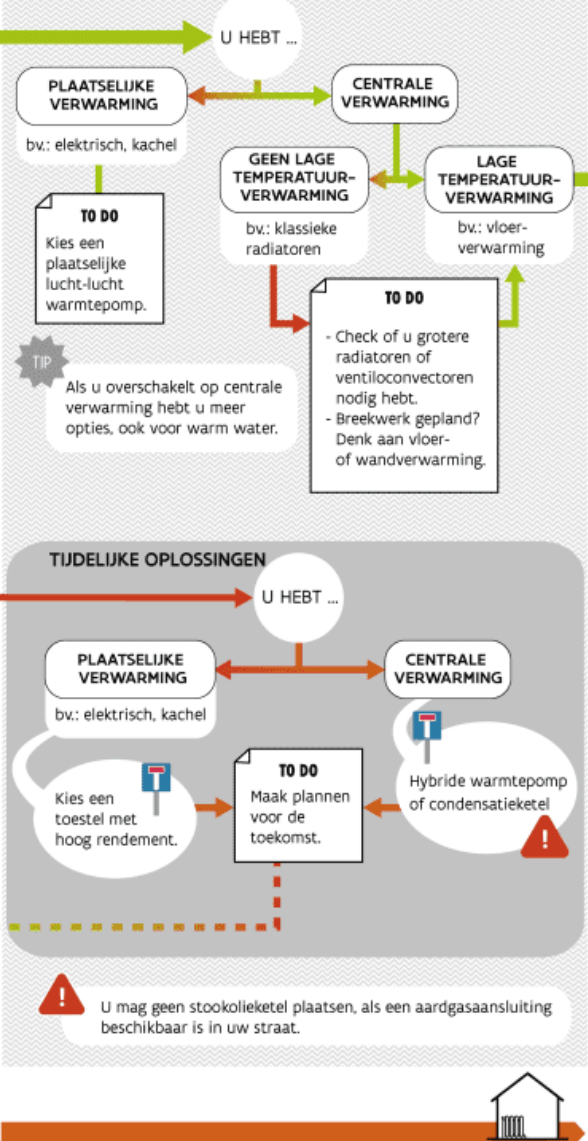 U HEBT ...
PLAATSELIJKE
VERWARMING
bv.: elektrisch, kachel
CENTRALE
VERWARMING
GEEN LAGE
TEMPERATUUR-
VERWARMING
bv.: klassieke
radiatoren
LAGE
TEMPERATUUR-
VERWARMING
bv.: vloer-
verwarming
TO DO
Kies een
plaatselijke
lucht-lucht
warmtepomp.
TO DO
- Check of u grotere
radiatoren of
ventiloconvectoren
nodig hebt.
- Breekwerk gepland?
Denk aan vloer-
of wandverwarming.
TIP
Als u overschakelt op centrale
verwarming hebt u meer
opties, ook voor warm water.
TIJDELIJKE OPLOSSINGEN
U HEBT ...
PLAATSELIJKE
VERWARMING
bv.: elektrisch, kachel
CENTRALE
VERWARMING
Kies een
toestel met
hoog rendement.
TO DO
Maak plannen
voor de
toekomst.
Hybride warmtepomp
of condensatieketel
!
!
U mag geen stookolieketel plaatsen, als een aardgasaansluiting
beschikbaar is in uw straat.